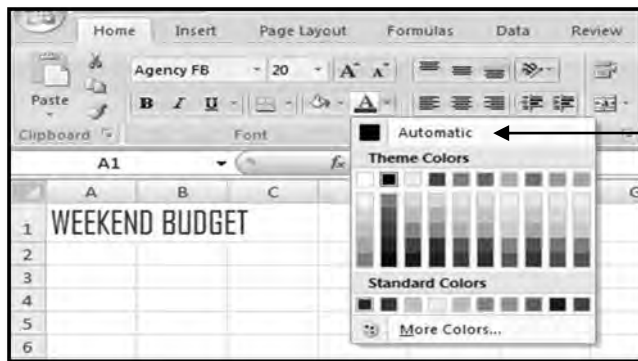 Home Insert Page Layout Formulas Data Review
Agency FB 20 A A
Paste B I U A
Clipboard Font
A1 fx
Automatic
Theme Colors
A B C G
1 WEEKEND BUDGET
2
3
Standard Colors
4
5
More Colors...
6